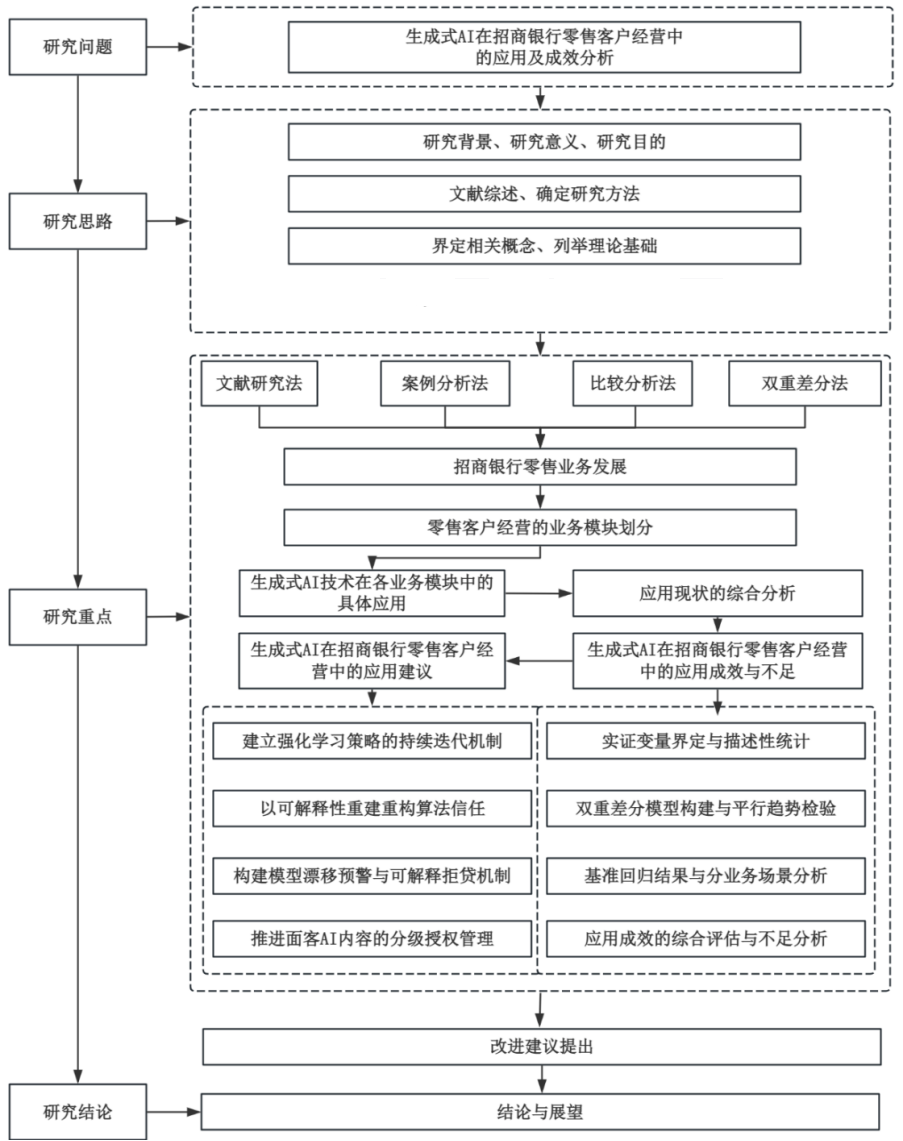 研究问题
生成式AI在招商银行零售客户经营中
的应用及成效分析
研究背景、研究意义、研究目的
文献综述、确定研究方法
研究思路
界定相关概念、列举理论基础
文献研究法
案例分析法
比较分析法
双重差分法
招商银行零售业务发展
零售客户经营的业务模块划分
生成式AI技术在各业务模块中的
具体应用
应用现状的综合分析
研究重点
生成式AI在招商银行零售客户经
营中的应用建议
生成式AI在招商银行零售客户经营
中的应用成效与不足
建立强化学习策略的持续迭代机制
实证变量界定与描述性统计
以可解释性重建重构算法信任
双重差分模型构建与平行趋势检验
构建模型漂移预警与可解释拒贷机制
基准回归结果与分业务场景分析
推进面客AI内容的分级授权管理
应用成效的综合评估与不足分析
改进建议提出
研究结论
结论与展望